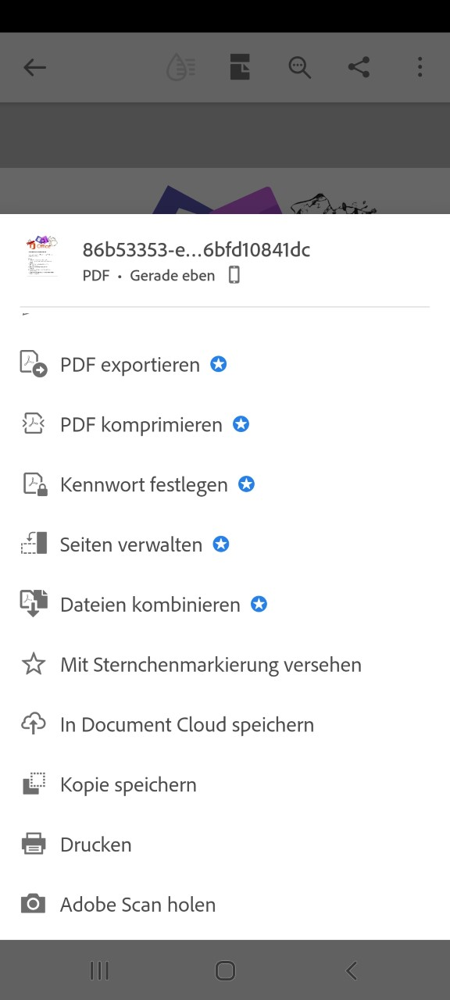 86b53353-e...6bfd10841dc
PDF • Gerade eben
PDF exportieren
PDF komprimieren
Kennwort festlegen
Seiten verwalten
Dateien kombinieren
Mit Sternchenmarkierung versehen
In Document Cloud speichern
Kopie speichern
Drucken
Adobe Scan holen